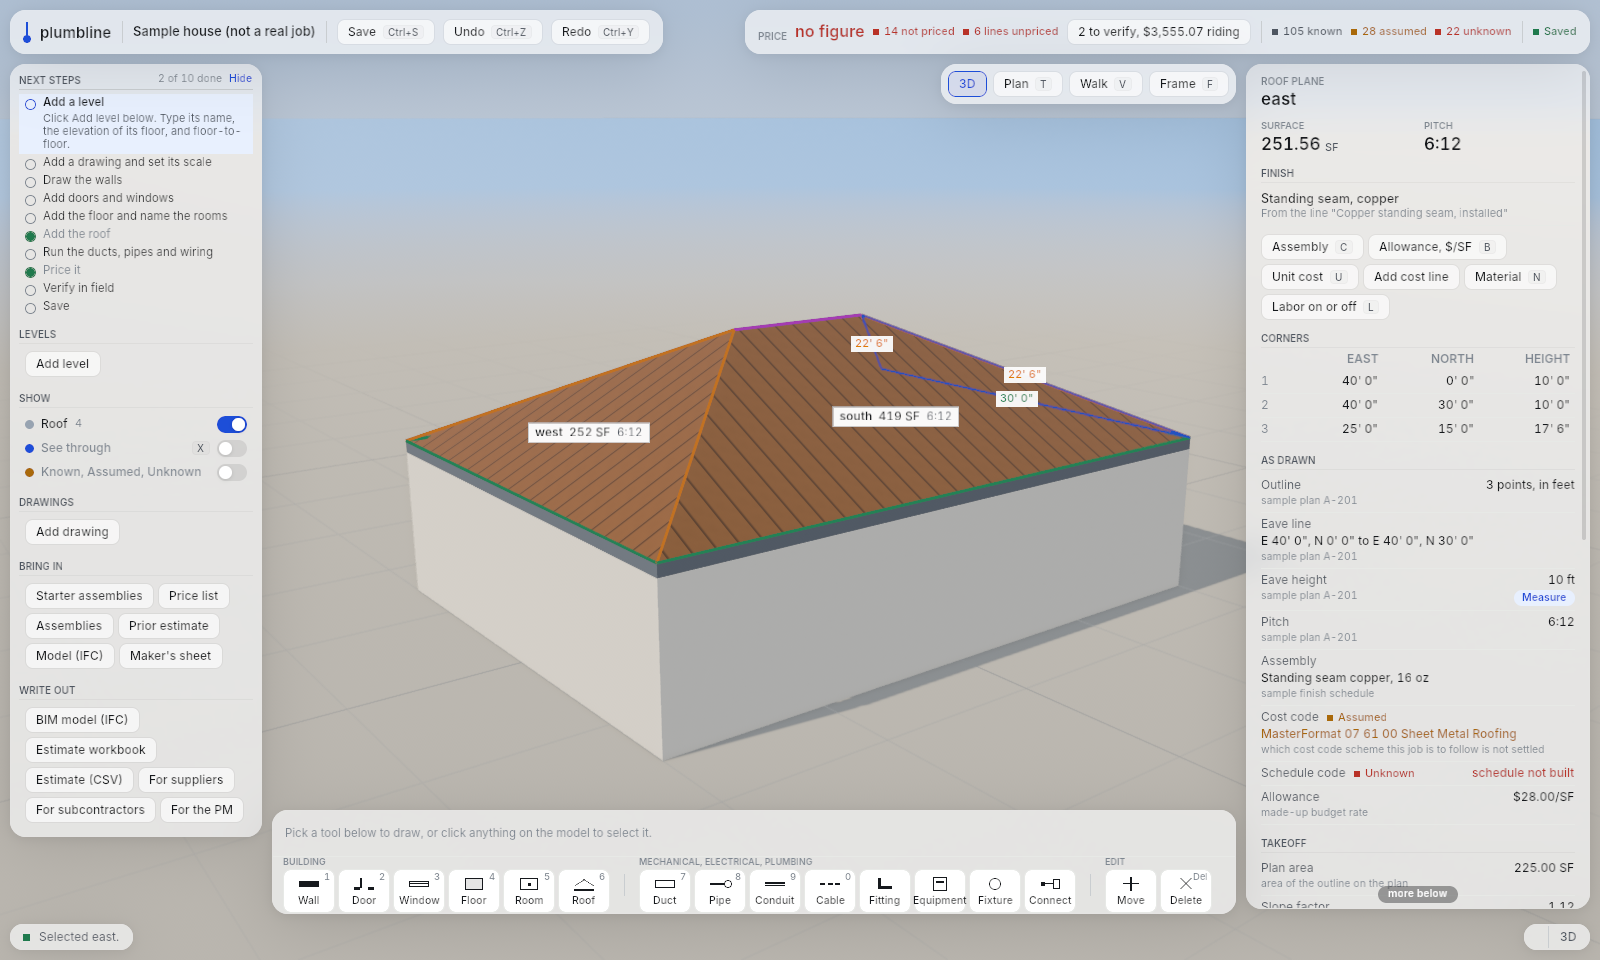 plumbline
Sample house (not a real job)
Save Ctrl+S
Undo Ctrl+Z
Redo Ctrl+Y
PRICE no figure
14 not priced
6 lines unpriced
2 to verify, $3,555.07 riding
105 known
28 assumed
22 unknown
Saved
NEXT STEPS
2 of 10 done Hide
Add a level
Click Add level below. Type its name,
the elevation of its floor, and floor-to-
floor.
Add a drawing and set its scale
Draw the walls
Add doors and windows
Add the floor and name the rooms
Add the roof
Run the ducts, pipes and wiring
Price it
Verify in field
Save
LEVELS
Add level
SHOW
Roof 4
See through X
Known, Assumed, Unknown
DRAWINGS
Add drawing
BRING IN
Starter assemblies Price list
Assemblies Prior estimate
Model (IFC) Maker's sheet
WRITE OUT
BIM model (IFC)
Estimate workbook
Estimate (CSV) For suppliers
For subcontractors For the PM
3D
Plan T
Walk V
Frame F
22' 6"
22' 6"
30' 0"
west 252 SF 6:12
south 419 SF 6:12
Pick a tool below to draw, or click anything on the model to select it.
BUILDING
1 Wall
2 Door
3 Window
4 Floor
5 Room
6 Roof
MECHANICAL, ELECTRICAL, PLUMBING
7 Duct
8 Pipe
9 Conduit
0 Cable
Fitting
Equipment
Fixture
Connect
EDIT
Move
Del Delete
Selected east.
3D
ROOF PLANE
east
SURFACE PITCH
251.56 SF 6:12
FINISH
Standing seam, copper
From the line "Copper standing seam, installed"
Assembly C Allowance, $/SF B
Unit cost U Add cost line Material N
Labor on or off L
CORNERS
EAST NORTH HEIGHT
1 40' 0" 0' 0" 10' 0"
2 40' 0" 30' 0" 10' 0"
3 25' 0" 15' 0" 17' 6"
AS DRAWN
Outline 3 points, in feet
sample plan A-201
Eave line
E 40' 0", N 0' 0" to E 40' 0", N 30' 0"
sample plan A-201
Eave height 10 ft
sample plan A-201 Measure
Pitch 6:12
sample plan A-201
Assembly
Standing seam copper, 16 oz
sample finish schedule
Cost code Assumed
MasterFormat 07 61 00 Sheet Metal Roofing
which cost code scheme this job is to follow is not settled
Schedule code Unknown schedule not built
Allowance $28.00/SF
made-up budget rate
TAKEOFF
Plan area 225.00 SF
area of the outline on the plan
more below
Slope factor 1.12